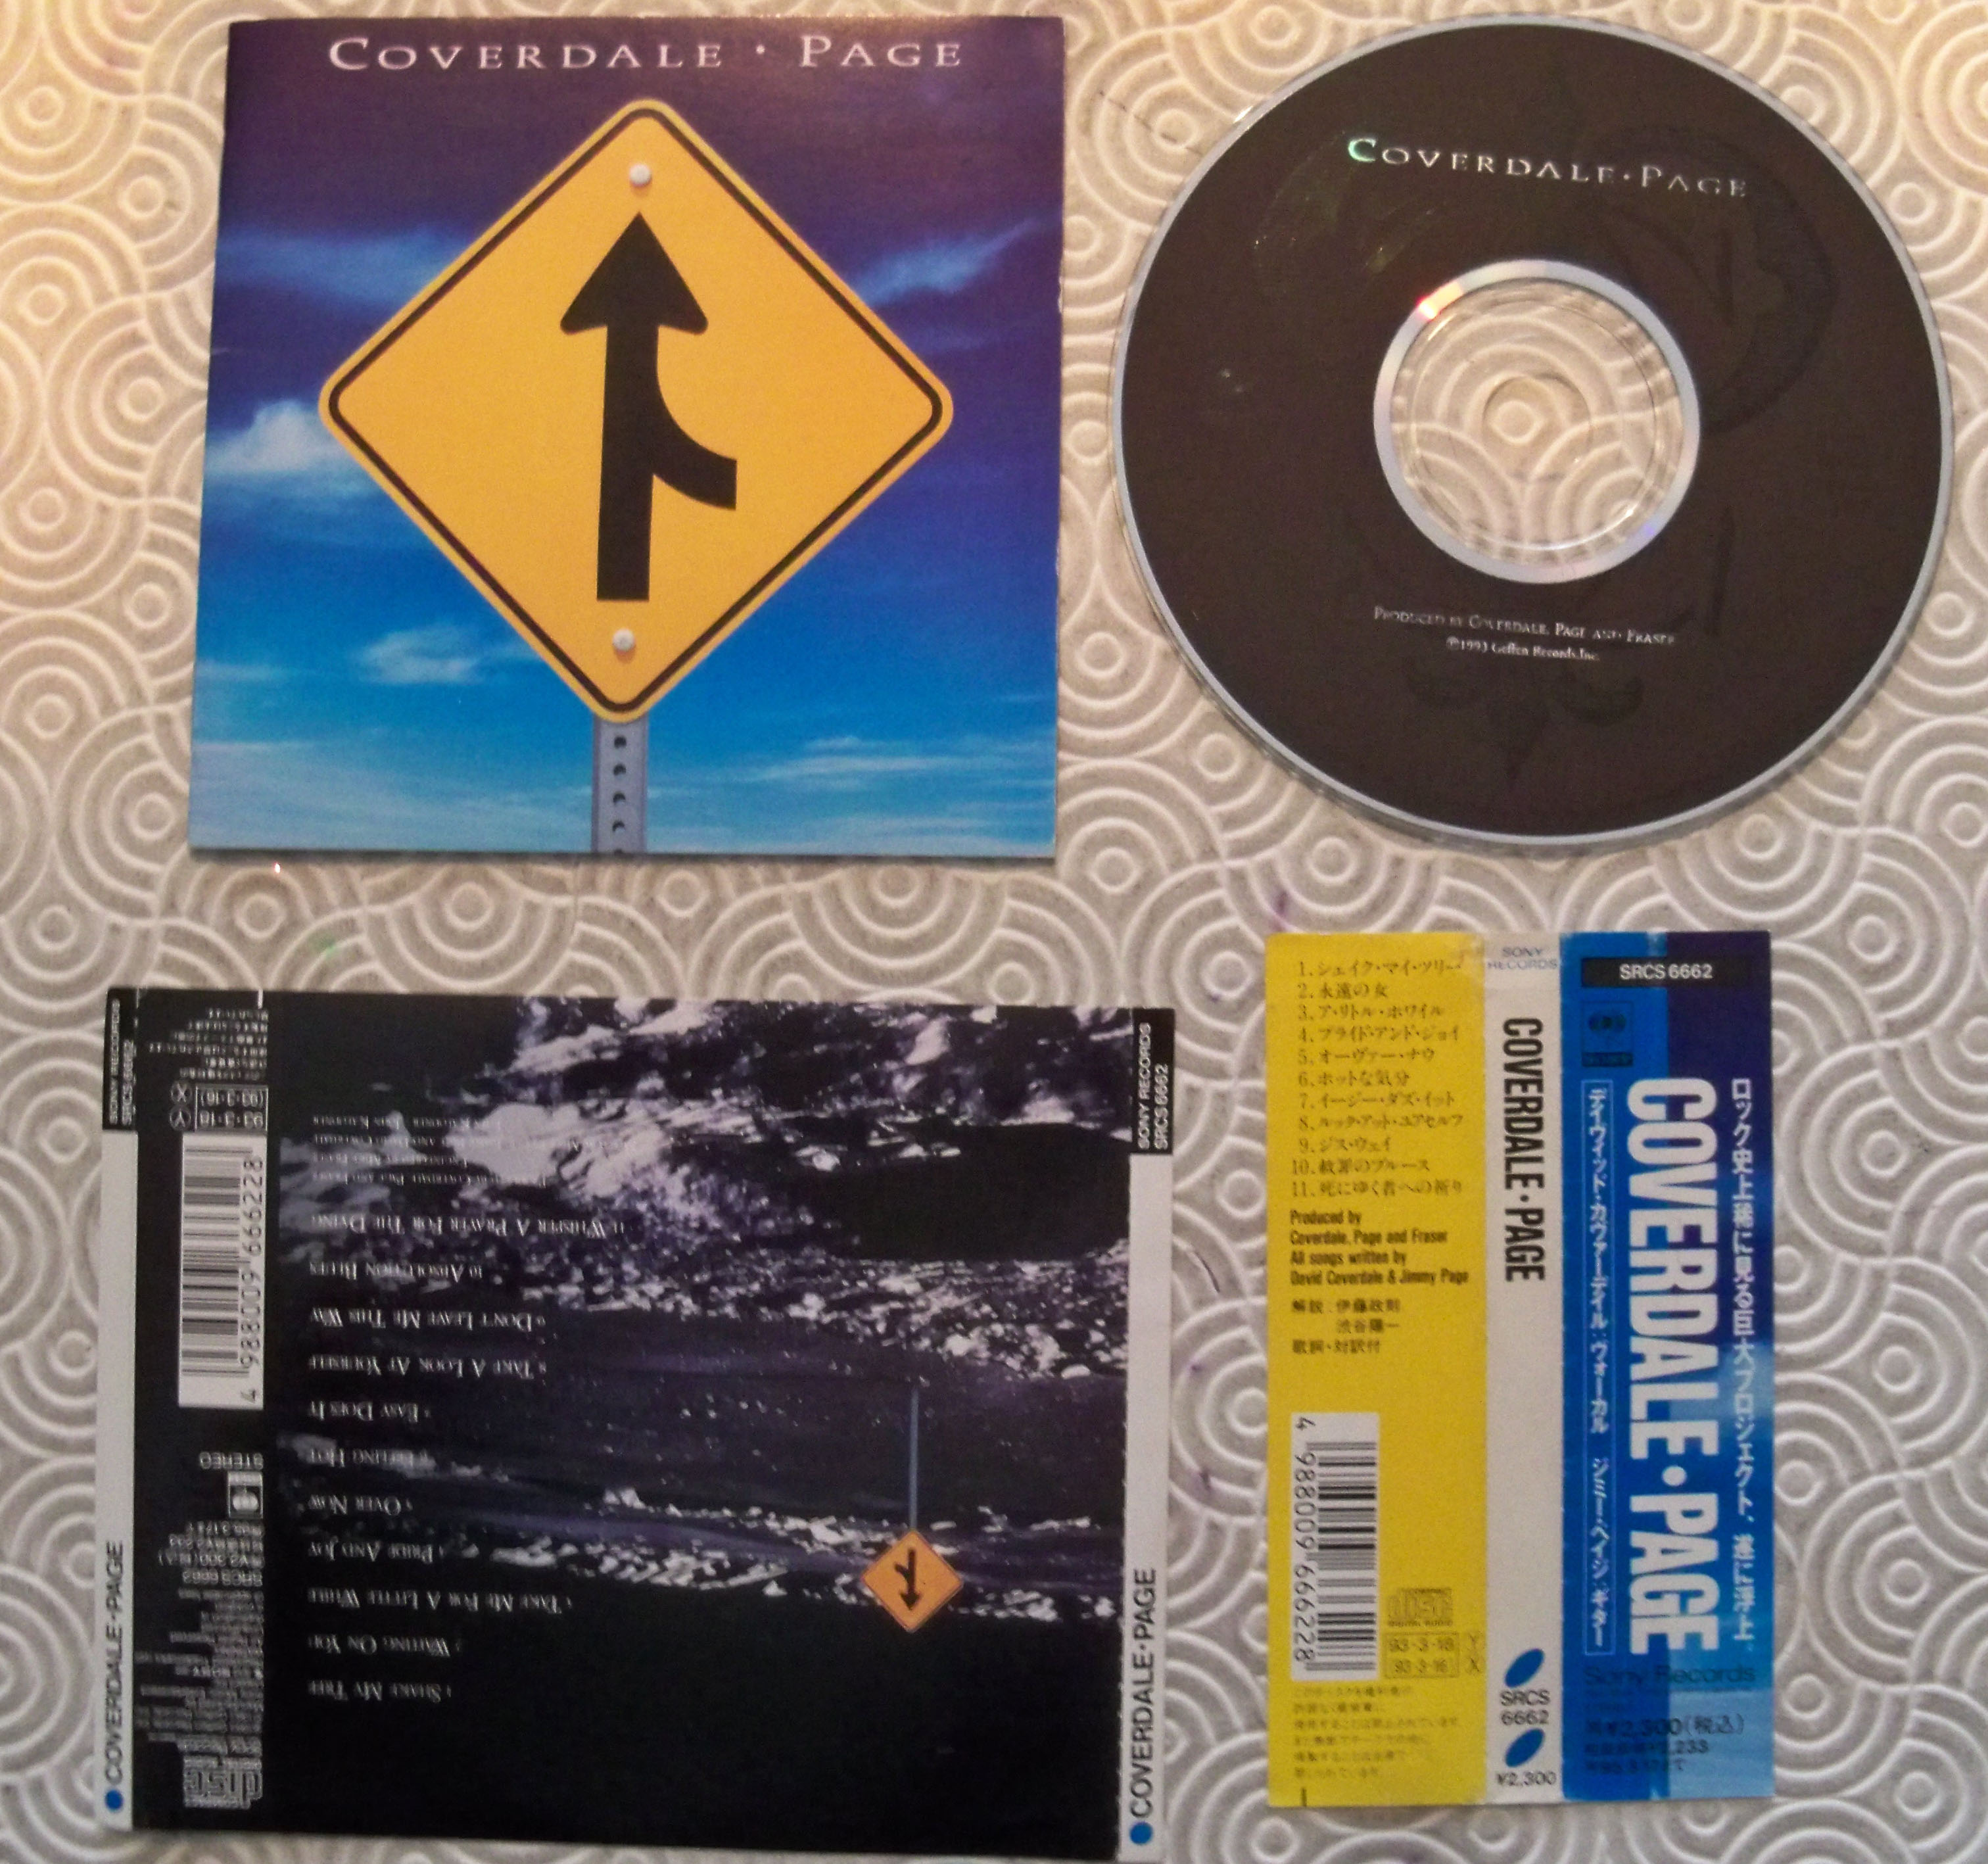 COVERDALE · PAGE
COVERDALE·PAGE
PRODUCED BY COVERDALE, PAGE AND FRASER
℗1993 Geffen Records,Inc.
SONY RECORDS
SRCS 6662
COVERDALE·PAGE
93·3·18 Y
(93·3·16) X
4 988009 666228
STEREO
disc
1 SHAKE MY TREE
2 WAITING ON YOU
3 TAKE ME FOR A LITTLE WHILE
4 PRIDE AND JOY
5 OVER NOW
6 FEELING HOT
7 EASY DOES IT
8 TAKE A LOOK AT YOURSELF
9 DON'T LEAVE ME THIS WAY
10 ABSOLUTION BLUES
11 WHISPER A PRAYER FOR THE DYING
SONY RECORDS
SRCS 6662
COVERDALE·PAGE
1. シェイク・マイ・ツリー
2. 永遠の女
3. ア・リトル・ホワイル
4. プライド・アンド・ジョイ
5. オーヴァー・ナウ
6. ホットな気分
7. イージー・ダズ・イット
8. ルック・アット・ユアセルフ
9. ジス・ウェイ
10. 赦罪のブルース
11. 死にゆく者への祈り
Produced by
Coverdale, Page and Fraser
All songs written by
David Coverdale & Jimmy Page
解説：伊藤政則
渋谷陽一
歌詞・対訳付
4 988009 666228
disc
93·3·18 Y
93·3·16 X
SONY
RECORDS
COVERDALE·PAGE
SRCS
6662
¥2,300
SRCS 6662
ロック史上稀に見る巨大プロジェクト、遂に浮上
COVERDALE·PAGE
デイヴィッド・カヴァーデイル：ヴォーカル ジミー・ペイジ：ギター
Sony Records
¥2,300(税込)